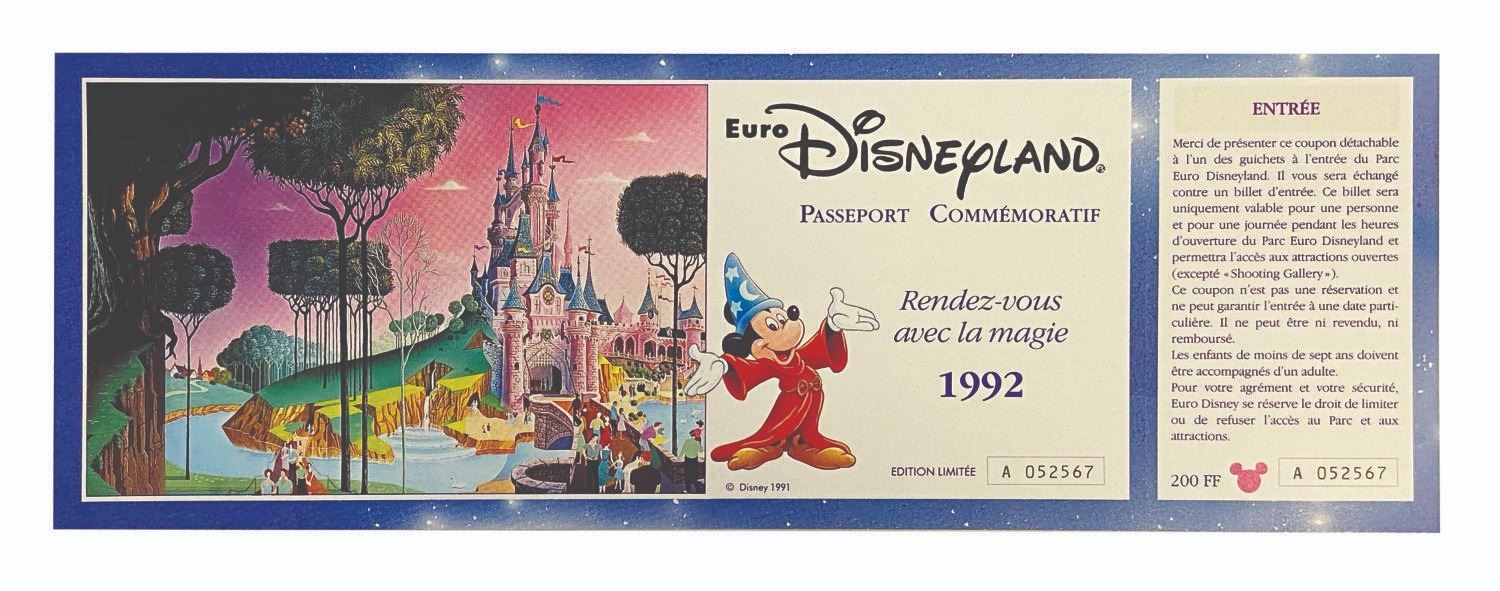 Euro DISNEYLAND®
PASSEPORT COMMÉMORATIF
Rendez-vous
avec la magie
1992
EDITION LIMITÉE A 052567
© Disney 1991
ENTRÉE
Merci de présenter ce coupon détachable
à l'un des guichets à l'entrée du Parc
Euro Disneyland. Il vous sera échangé
contre un billet d'entrée. Ce billet sera
uniquement valable pour une personne
et pour une journée pendant les heures
d'ouverture du Parc Euro Disneyland et
permettra l'accès aux attractions ouvertes
(excepté «Shooting Gallery»).
Ce coupon n'est pas une réservation et
ne peut garantir l'entrée à une date parti-
culière. Il ne peut être ni revendu, ni
remboursé.
Les enfants de moins de sept ans doivent
être accompagnés d'un adulte.
Pour votre agrément et votre sécurité,
Euro Disney se réserve le droit de limiter
ou de refuser l'accès au Parc et aux
attractions.
200 FF A 052567